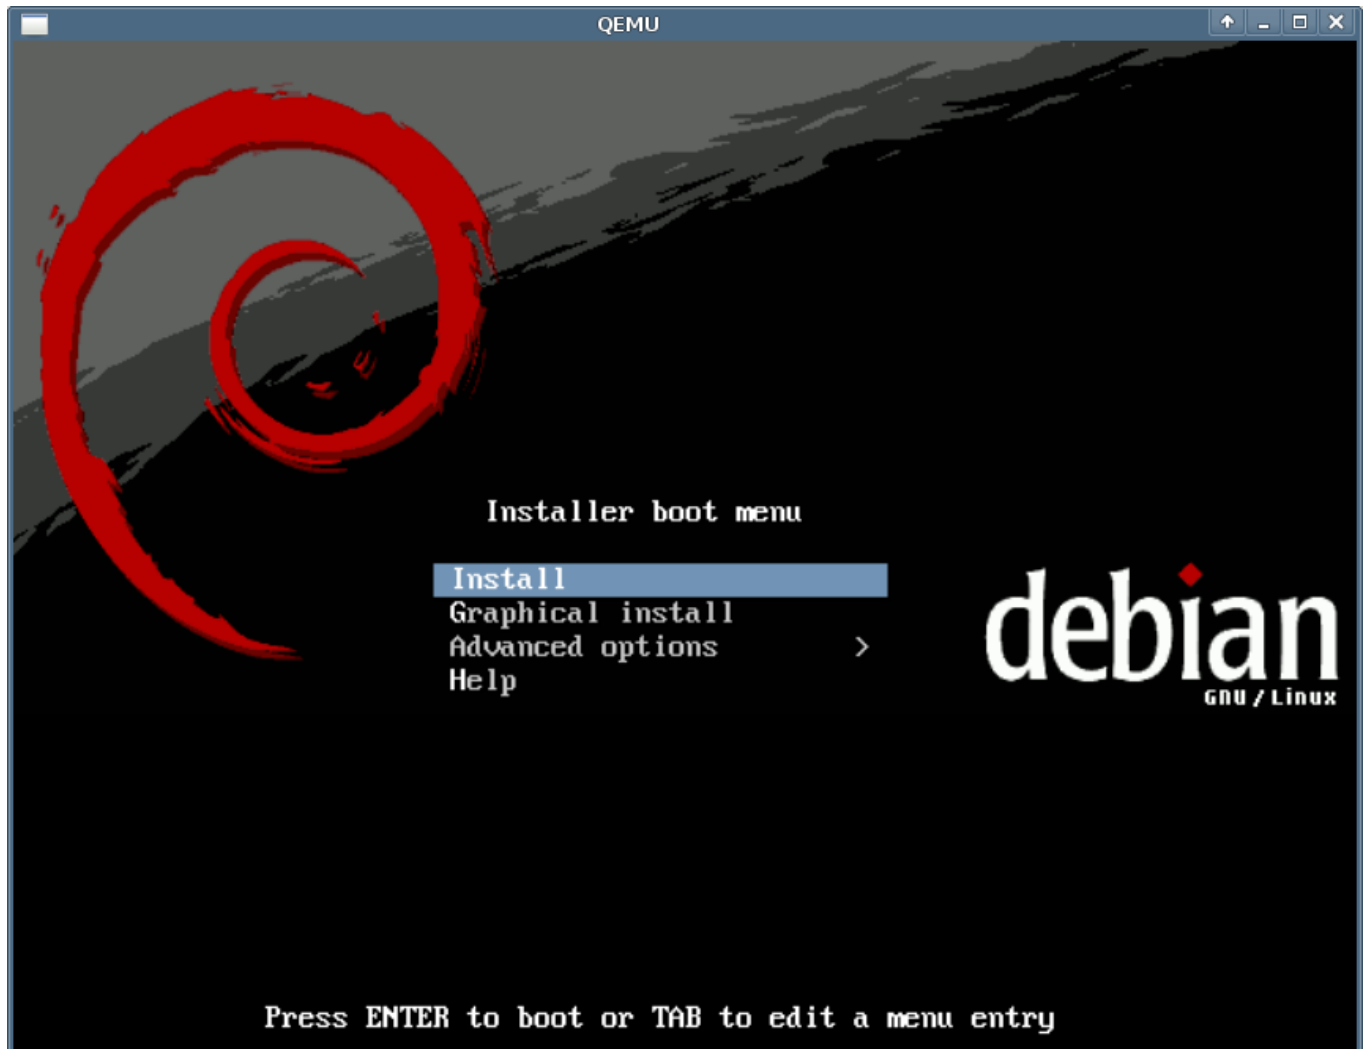 QEMU
Installer boot menu
Install
Graphical install
Advanced options >
Help
debian
GNU / Linux
Press ENTER to boot or TAB to edit a menu entry